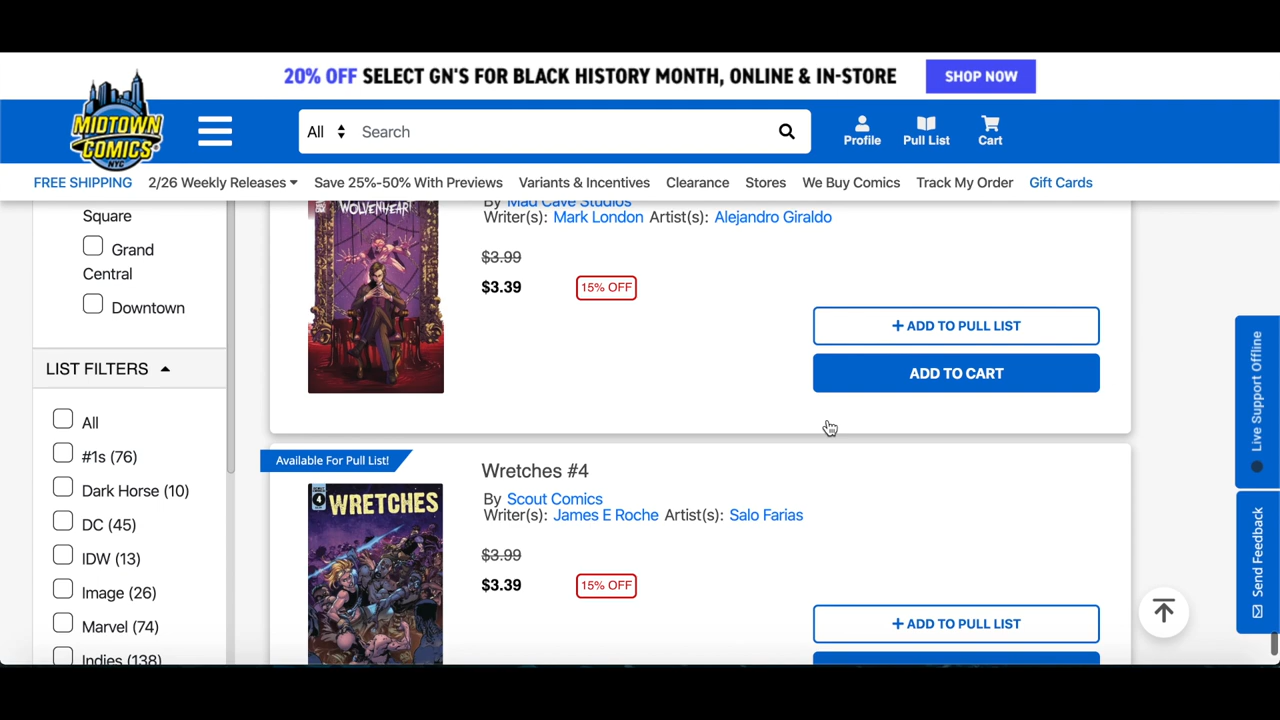 20% OFF SELECT GN'S FOR BLACK HISTORY MONTH, ONLINE & IN-STORE
SHOP NOW
MIDTOWN
COMICS
NYC
All
Search
Profile
Pull List
Cart
FREE SHIPPING
2/26 Weekly Releases
Save 25%-50% With Previews
Variants & Incentives
Clearance
Stores
We Buy Comics
Track My Order
Gift Cards
Square
Grand
Central
Downtown
LIST FILTERS
All
#1s (76)
Dark Horse (10)
DC (45)
IDW (13)
Image (26)
Marvel (74)
Indies (138)
WOLVENHEART
By Mad Cave Studios
Writer(s): Mark London Artist(s): Alejandro Giraldo
$3.99
$3.39
15% OFF
+ ADD TO PULL LIST
ADD TO CART
Available For Pull List!
4
WRETCHES
Wretches #4
By Scout Comics
Writer(s): James E Roche Artist(s): Salo Farias
$3.99
$3.39
15% OFF
+ ADD TO PULL LIST
Live Support Offline
Send Feedback